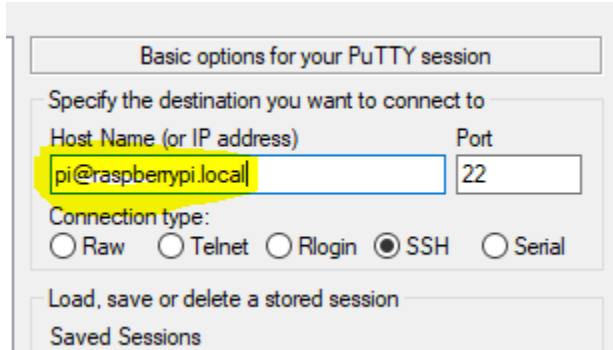 Basic options for your PuTTY session
Specify the destination you want to connect to
Host Name (or IP address) Port
pi@raspberrypi.local 22
Connection type:
Raw Telnet Rlogin SSH Serial
Load, save or delete a stored session
Saved Sessions